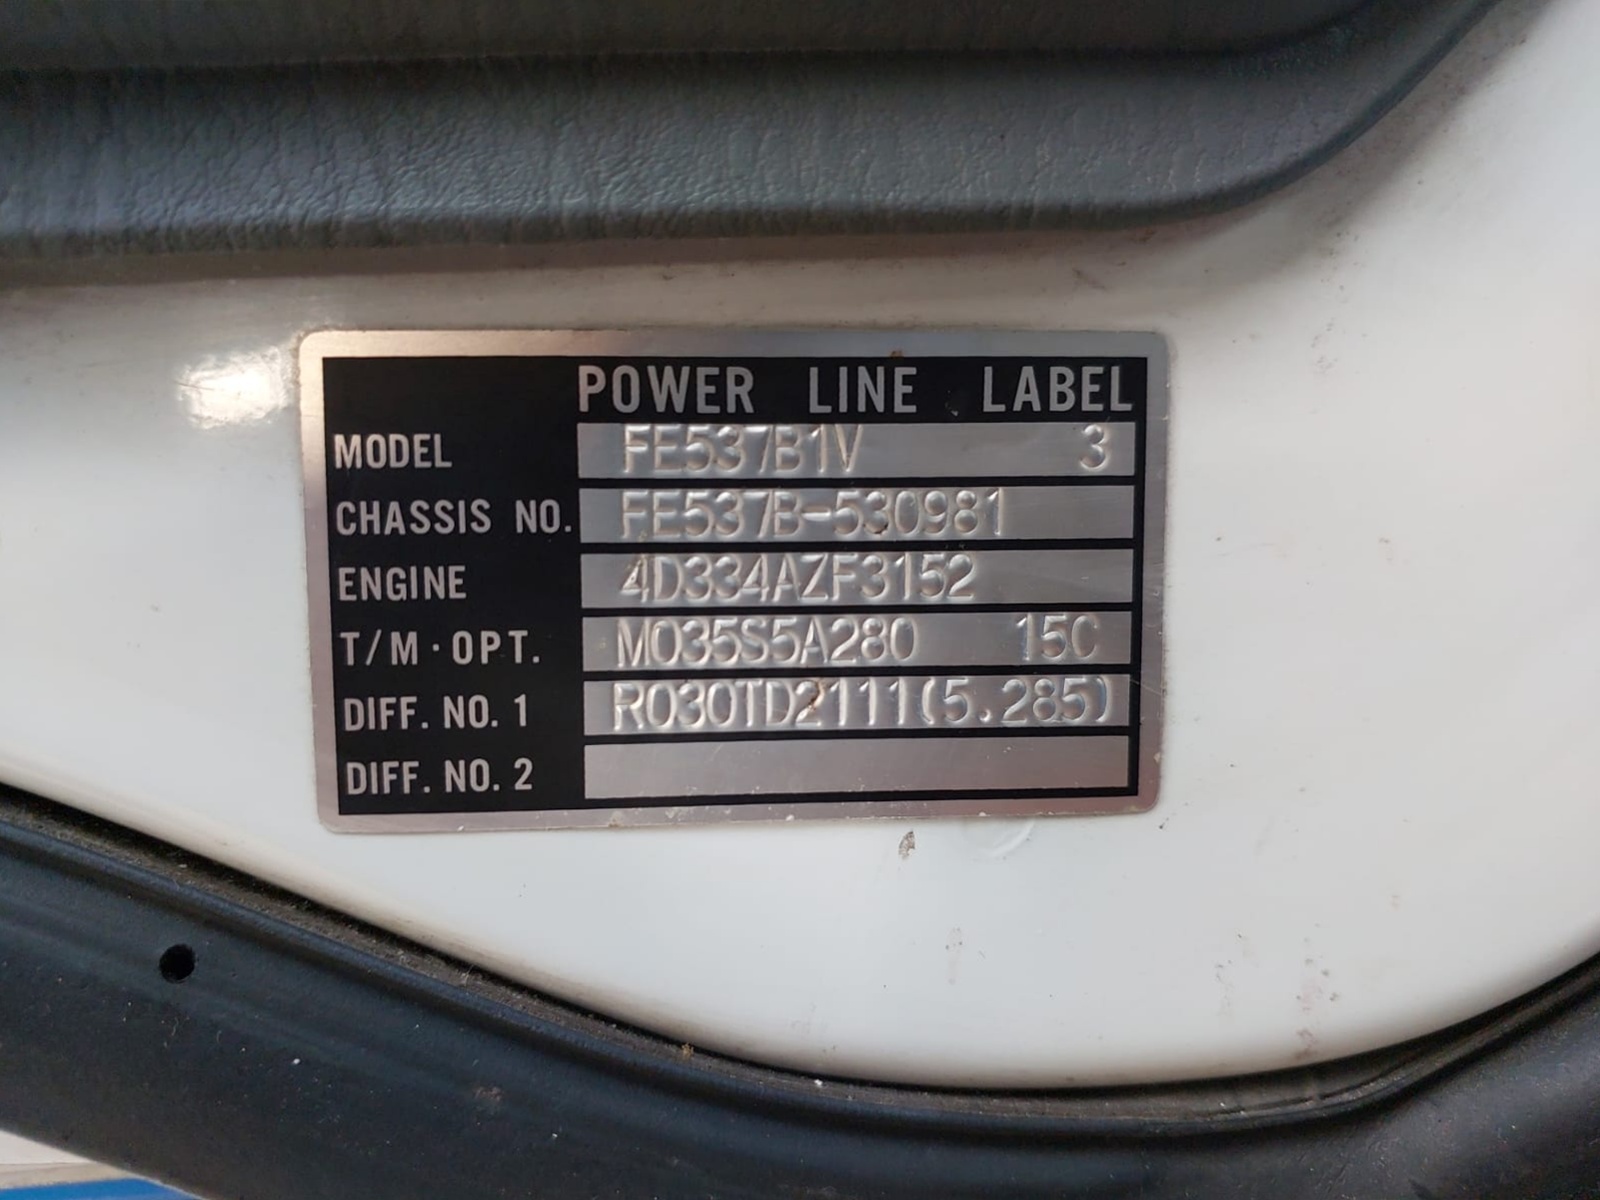 POWER LINE LABEL
MODEL FE537B1V 3
CHASSIS NO. FE537B-530981
ENGINE 4D334AZF3152
T/M·OPT. M035S5A280 15C
DIFF. NO. 1 R030TD2111(5.285)
DIFF. NO. 2